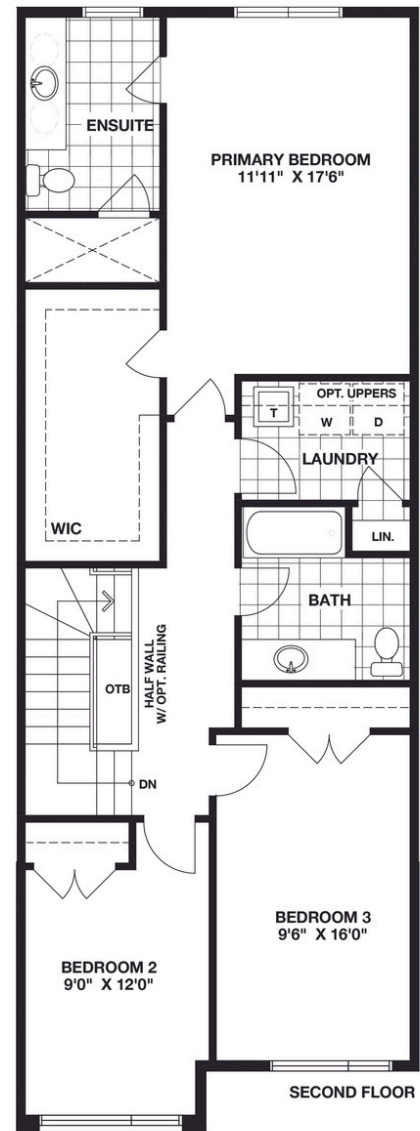 ENSUITE
PRIMARY BEDROOM
11'11" X 17'6"
OPT. UPPERS
T
W
D
LAUNDRY
WIC
LIN.
BATH
HALF WALL
W/ OPT. RAILING
OTB
DN
BEDROOM 2
9'0" X 12'0"
BEDROOM 3
9'6" X 16'0"
SECOND FLOOR